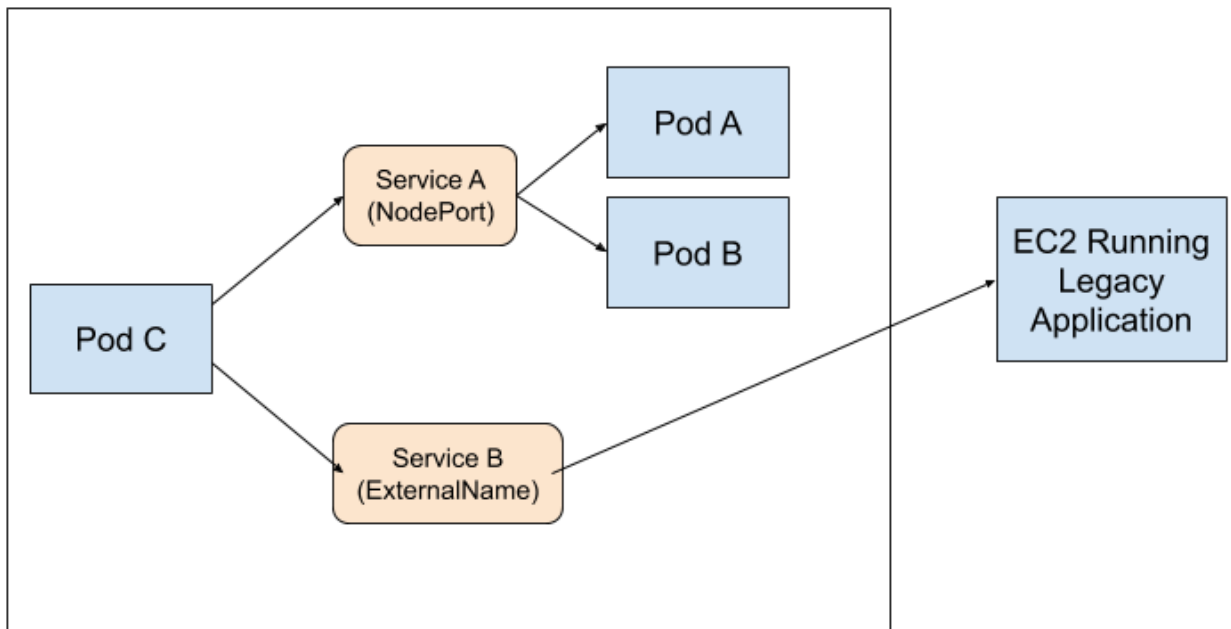 Pod A
Service A
(NodePort)
Pod B
EC2 Running
Legacy
Application
Pod C
Service B
(ExternalName)